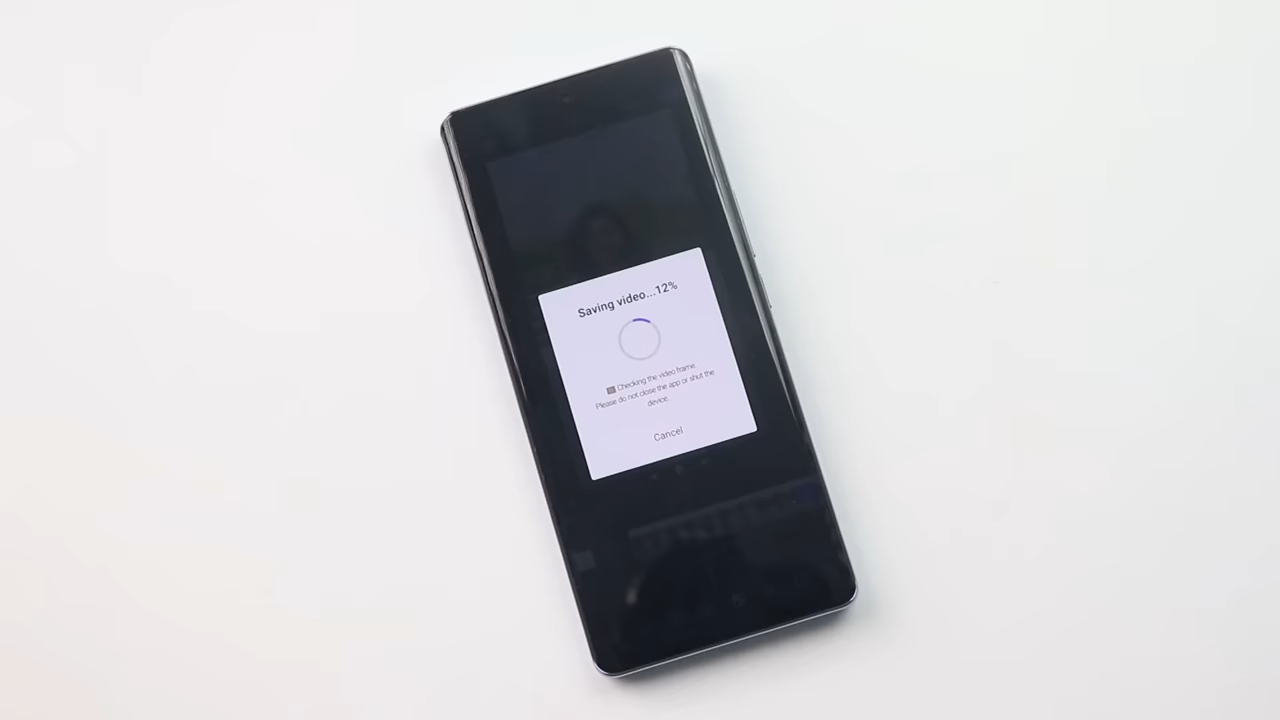 Saving video...12%
Checking the video frame.
Please do not close the app or shut the
device.
Cancel